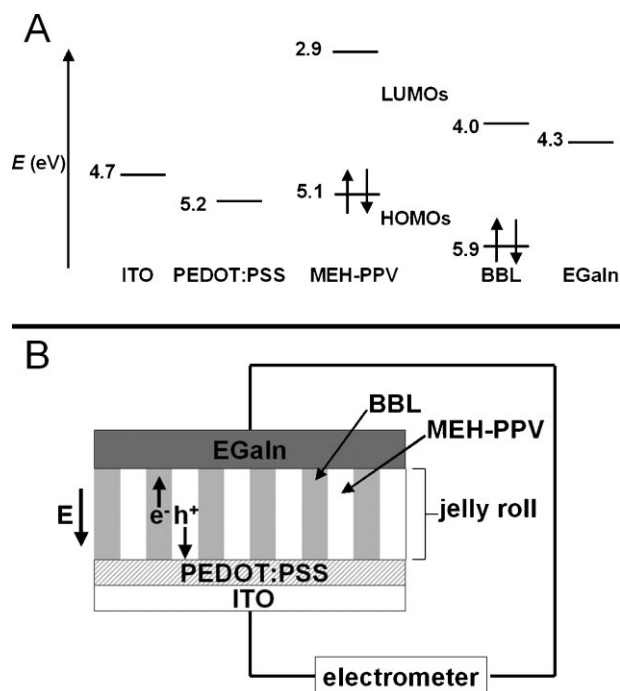 A
2.9
LUMOs
4.0
4.3
E (eV)
4.7
5.2
5.1
HOMOs
5.9
ITO PEDOT:PSS MEH-PPV BBL EGaIn
B
BBL
MEH-PPV
EGaIn
jelly roll
E
e- h+
PEDOT:PSS
ITO
electrometer